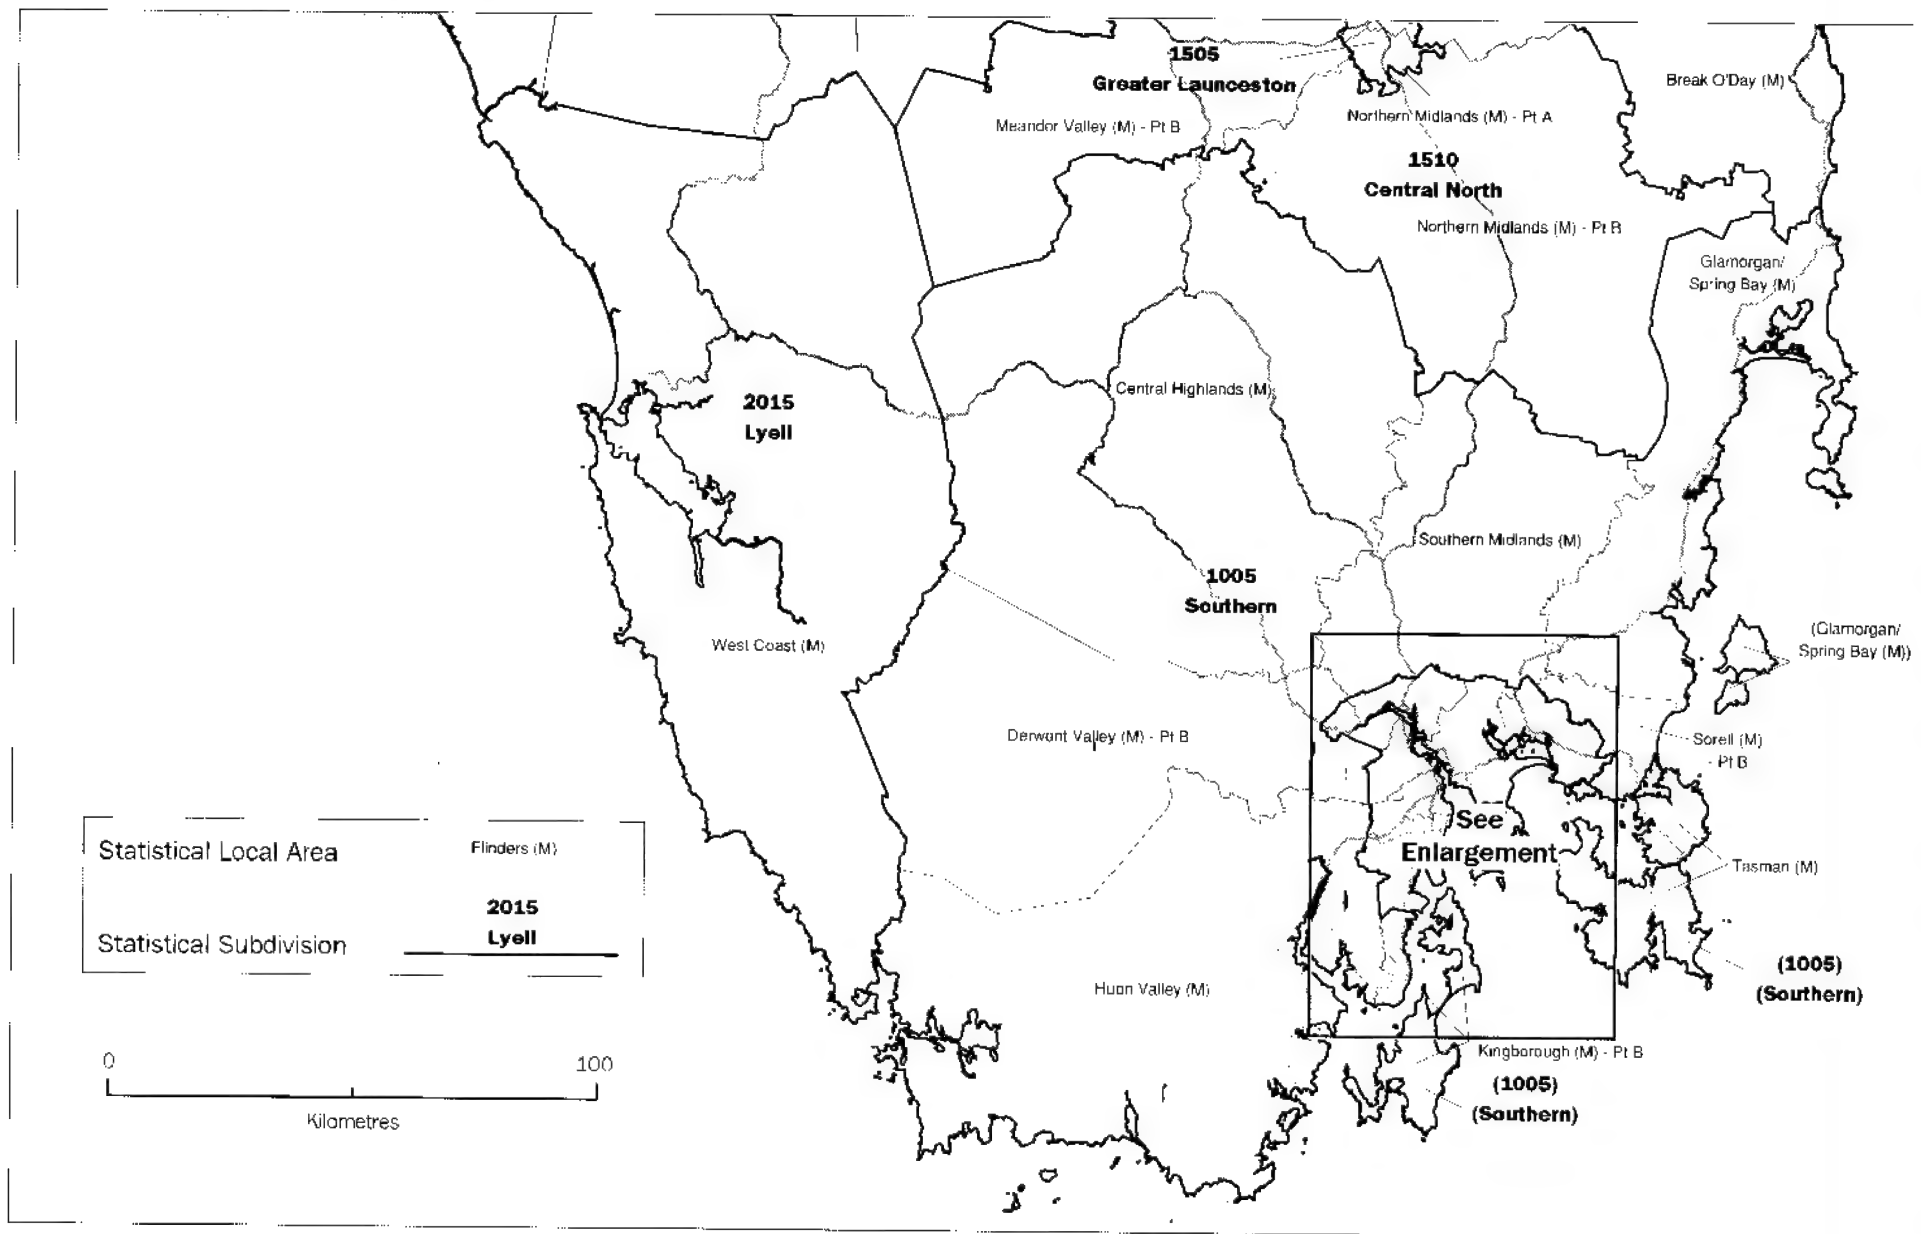 1505
Greater Launceston
Break O'Day (M)
Meandor Valley (M) - Pt B
Northern Midlands (M) - Pt A
1510
Central North
Northern Midlands (M) - Pt B
Glamorgan/
Spring Bay (M)
Central Highlands (M)
2015
Lyell
Southern Midlands (M)
1005
Southern
West Coast (M)
(Glamorgan/
Spring Bay (M))
Derwent Valley (M) - Pt B
Sorell (M)
- Pt B
See
Enlargement
Tasman (M)
(1005)
(Southern)
Huon Valley (M)
Kingborough (M) - Pt B
(1005)
(Southern)
Statistical Local Area
Flinders (M)
Statistical Subdivision
2015
Lyell
0
100
Kilometres